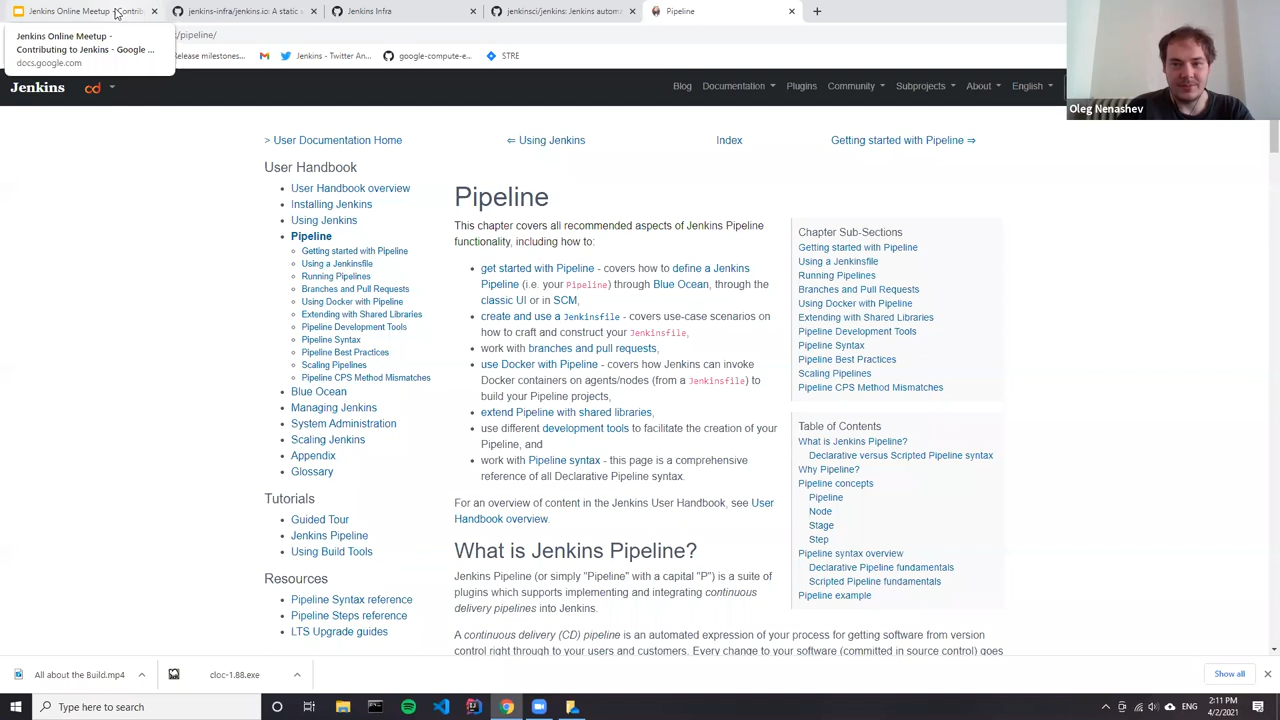 Jenkins Online Meetup - Contrib
jenkins-infra/jenkins.io: A static
Jenkins Infra
jenkinsci/jenkins: Jenkins autom
Pipeline
Jenkins Online Meetup -
Contributing to Jenkins - Google ...
docs.google.com
/pipeline/
Release milestones...
Jenkins - Twitter An...
google-compute-e...
STRE
Oleg Nenashev
Jenkins
cd
Blog
Documentation
Plugins
Community
Subprojects
About
English
> User Documentation Home
⇐ Using Jenkins
Index
Getting started with Pipeline ⇒
User Handbook
User Handbook overview
Installing Jenkins
Using Jenkins
Pipeline
Getting started with Pipeline
Using a Jenkinsfile
Running Pipelines
Branches and Pull Requests
Using Docker with Pipeline
Extending with Shared Libraries
Pipeline Development Tools
Pipeline Syntax
Pipeline Best Practices
Scaling Pipelines
Pipeline CPS Method Mismatches
Blue Ocean
Managing Jenkins
System Administration
Scaling Jenkins
Appendix
Glossary
Tutorials
Guided Tour
Jenkins Pipeline
Using Build Tools
Resources
Pipeline Syntax reference
Pipeline Steps reference
LTS Upgrade guides
Pipeline
This chapter covers all recommended aspects of Jenkins Pipeline
functionality, including how to:
get started with Pipeline - covers how to define a Jenkins
Pipeline (i.e. your Pipeline) through Blue Ocean, through the
classic UI or in SCM,
create and use a Jenkinsfile - covers use-case scenarios on
how to craft and construct your Jenkinsfile,
work with branches and pull requests,
use Docker with Pipeline - covers how Jenkins can invoke
Docker containers on agents/nodes (from a Jenkinsfile) to
build your Pipeline projects,
extend Pipeline with shared libraries,
use different development tools to facilitate the creation of your
Pipeline, and
work with Pipeline syntax - this page is a comprehensive
reference of all Declarative Pipeline syntax.
For an overview of content in the Jenkins User Handbook, see User
Handbook overview.
What is Jenkins Pipeline?
Jenkins Pipeline (or simply "Pipeline" with a capital "P") is a suite of
plugins which supports implementing and integrating continuous
delivery pipelines into Jenkins.
A continuous delivery (CD) pipeline is an automated expression of your process for getting software from version
control right through to your users and customers. Every change to your software (committed in source control) goes
Chapter Sub-Sections
Getting started with Pipeline
Using a Jenkinsfile
Running Pipelines
Branches and Pull Requests
Using Docker with Pipeline
Extending with Shared Libraries
Pipeline Development Tools
Pipeline Syntax
Pipeline Best Practices
Scaling Pipelines
Pipeline CPS Method Mismatches
Table of Contents
What is Jenkins Pipeline?
Declarative versus Scripted Pipeline syntax
Why Pipeline?
Pipeline concepts
Pipeline
Node
Stage
Step
Pipeline syntax overview
Declarative Pipeline fundamentals
Scripted Pipeline fundamentals
Pipeline example
All about the Build.mp4
cloc-1.88.exe
Show all
Type here to search
ENG
2:11 PM
4/2/2021